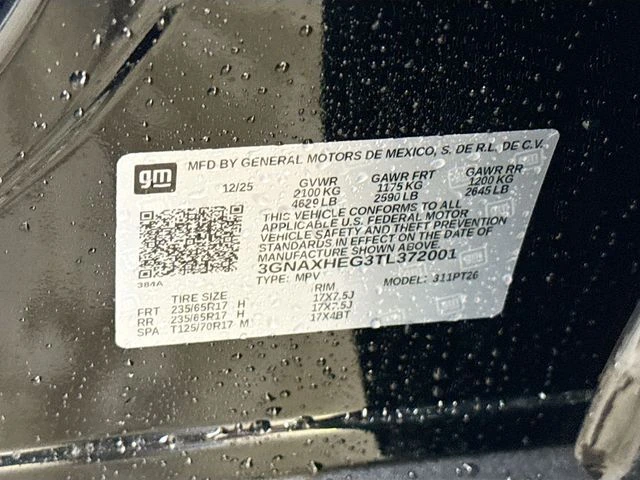 gm MFD BY GENERAL MOTORS DE MEXICO, S. DE R.L. DE C.V.
12/25 GVWR GAWR FRT GAWR RR
2100 KG 1175 KG 1200 KG
4629 LB 2590 LB 2645 LB
THIS VEHICLE CONFORMS TO ALL
APPLICABLE U.S. FEDERAL MOTOR
VEHICLE SAFETY AND THEFT PREVENTION
STANDARDS IN EFFECT ON THE DATE OF
MANUFACTURE SHOWN ABOVE.
3GNAXHEG3TL372001
TYPE: MPV MODEL: 311PT26
384A
TIRE SIZE RIM
FRT 235/65R17 H 17X7.5J
RR 235/65R17 H 17X7.5J
SPA T125/70R17 M 17X4BT